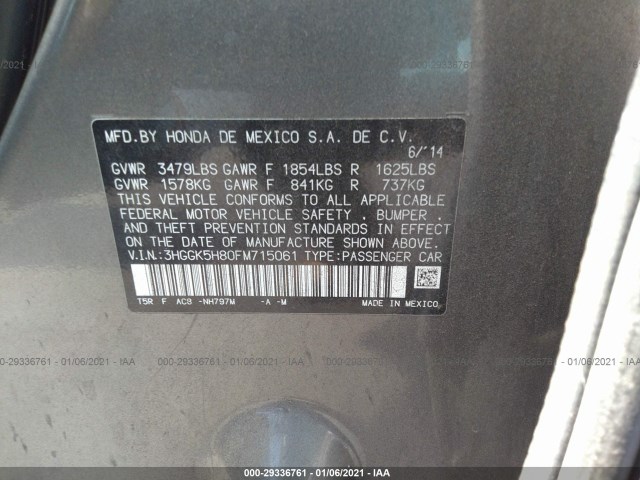 MFD.BY HONDA DE MEXICO S.A. DE C.V.
6/'14
GVWR 3479LBS GAWR F 1854LBS R 1625LBS
GVWR 1578KG GAWR F 841KG R 737KG
THIS VEHICLE CONFORMS TO ALL APPLICABLE
FEDERAL MOTOR VEHICLE SAFETY . BUMPER .
AND THEFT PREVENTION STANDARDS IN EFFECT
ON THE DATE OF MANUFACTURE SHOWN ABOVE.
V.I.N.:3HGGK5H80FM715061 TYPE:PASSENGER CAR
T5R F AC9 -NH797M -A -M MADE IN MEXICO
01/06/2021 - IAA
000-29336761 - 01/06/2021 - IAA
000-29336761 - 01/06/2021 - IAA
000-29336761 - 01/06/2021 - IAA